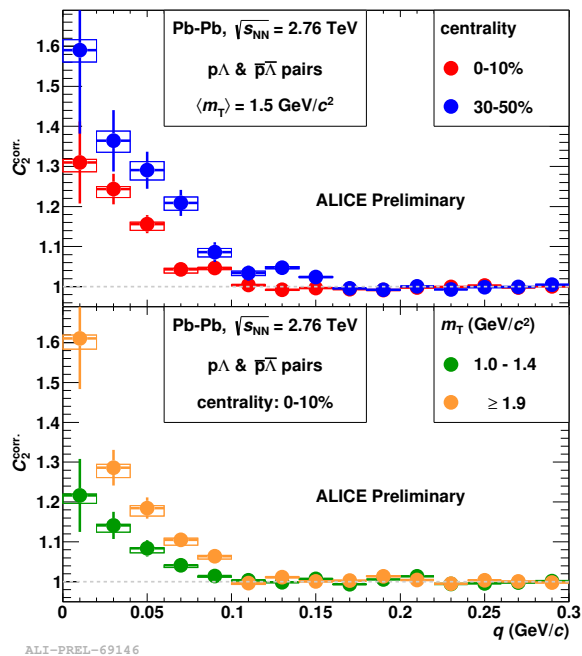 Pb-Pb, √sNN = 2.76 TeV
pΛ & p̅Λ̅ pairs
⟨mT⟩ = 1.5 GeV/c²
centrality
0-10%
30-50%
ALICE Preliminary
C₂^corr.
1.6
1.5
1.4
1.3
1.2
1.1
1
Pb-Pb, √sNN = 2.76 TeV
pΛ & p̅Λ̅ pairs
centrality: 0-10%
mT (GeV/c²)
1.0 - 1.4
≥ 1.9
ALICE Preliminary
C₂^corr.
1.6
1.5
1.4
1.3
1.2
1.1
1
0 0.05 0.1 0.15 0.2 0.25 0.3
q (GeV/c)
ALI-PREL-69146